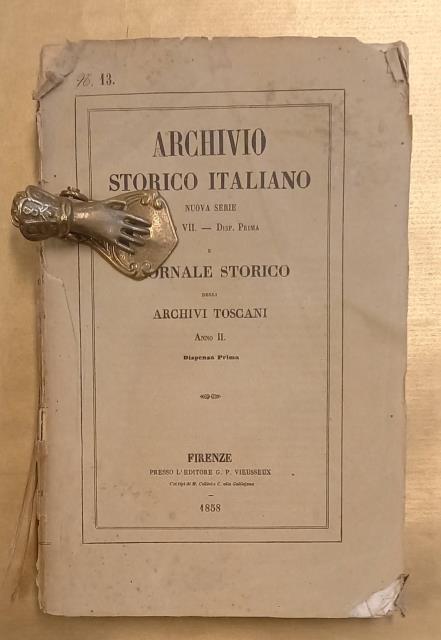 N. 13.
ARCHIVIO
STORICO ITALIANO
NUOVA SERIE
VII. — Disp. Prima
E
ORNALE STORICO
DEGLI
ARCHIVI TOSCANI
Anno II.
Dispensa Prima
FIRENZE
PRESSO L'EDITORE G. P. VIEUSSEUX
Coi tipi di M. Cellini e C. alla Galileiana
1858